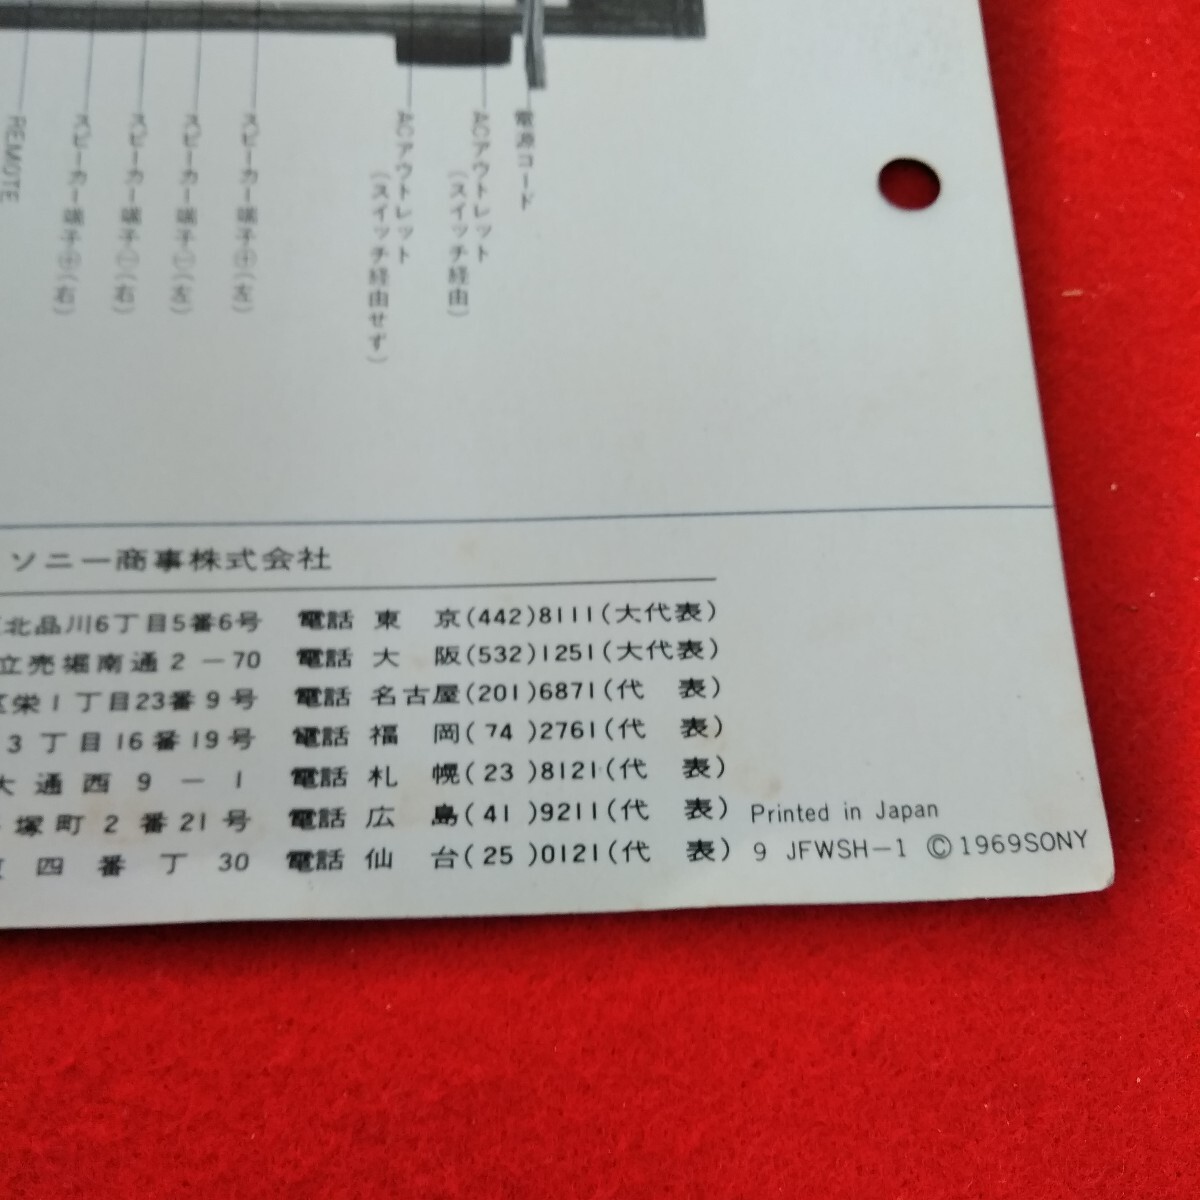 REMOTE
スピーカー端子⊕(右)
スピーカー端子⊖(右)
スピーカー端子⊖(左)
スピーカー端子⊕(左)
ACアウトレット
(スイッチ経由せず)
ACアウトレット
(スイッチ経由)
電源コード
ソニー商事株式会社
北品川6丁目5番6号 電話 東 京(442)8111(大代表)
立売堀南通2-70 電話 大 阪(532)1251(大代表)
区栄1丁目23番9号 電話 名古屋(201)6871(代 表)
3丁目16番19号 電話 福 岡(74)2761(代 表)
大通西9-1 電話 札 幌(23)8121(代 表)
塚町2番21号 電話 広 島(41)9211(代 表)
四番丁30 電話 仙 台(25)0121(代 表)
Printed in Japan
9 JFWSH-1 ©1969SONY